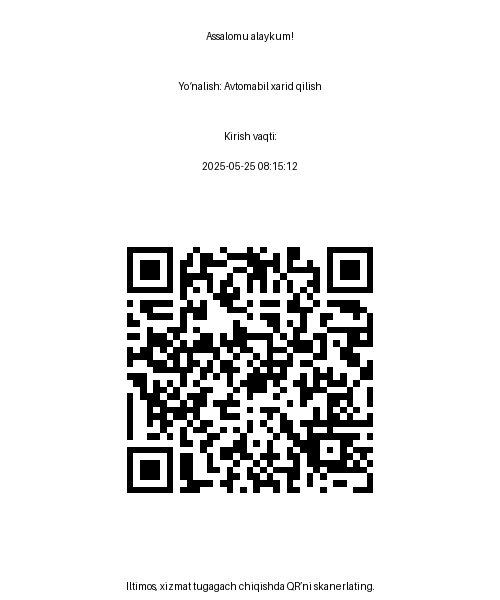 Assalomu alaykum!
Yo'nalish: Avtomabil xarid qilish
Kirish vaqti:
2025-05-25 08:15:12
Iltimos, xizmat tugagach chiqishda QR'ni skanerlating.